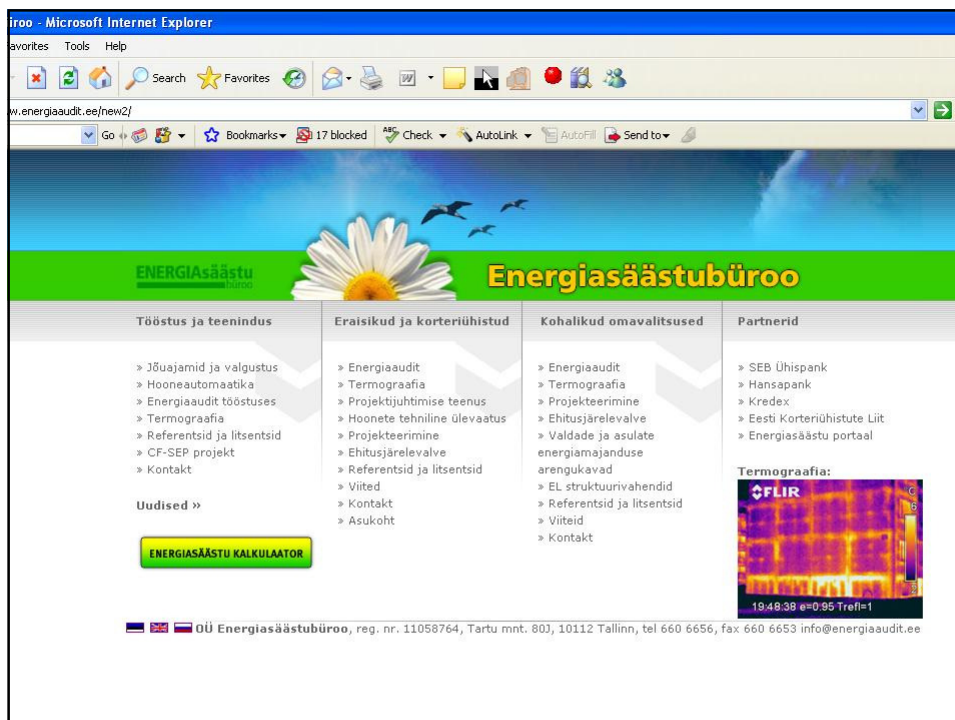 iroo - Microsoft Internet Explorer
avorites Tools Help
Search Favorites
w.energiaaudit.ee/new2/
Go Bookmarks 17 blocked ABC Check AutoLink AutoFill Send to
ENERGIAsäästu
büroo
Energiasäästubüroo
Tööstus ja teenindus
» Jõuajamid ja valgustus
» Hooneautomaatika
» Energiaaudit tööstuses
» Termograafia
» Referentsid ja litsentsid
» CF-SEP projekt
» Kontakt
Uudised »
ENERGIASÄÄSTU KALKULAATOR
Eraisikud ja korteriühistud
» Energiaaudit
» Termograafia
» Projektijuhtimise teenus
» Hoonete tehniline ülevaatus
» Projekteerimine
» Ehitusjärelevalve
» Referentsid ja litsentsid
» Viited
» Kontakt
» Asukoht
Kohalikud omavalitsused
» Energiaaudit
» Termograafia
» Projekteerimine
» Ehitusjärelevalve
» Valdade ja asulate
energiamajanduse
arengukavad
» EL struktuurivahendid
» Referentsid ja litsentsid
» Viiteid
» Kontakt
Partnerid
» SEB Ühispank
» Hansapank
» Kredex
» Eesti Korteriühistute Liit
» Energiasäästu portaal
Termograafia:
FLIR
C
6
19:48:38 e=0.95 Trefl=1
OÜ Energiasäästubüroo, reg. nr. 11058764, Tartu mnt. 80J, 10112 Tallinn, tel 660 6656, fax 660 6653 info@energiaaudit.ee